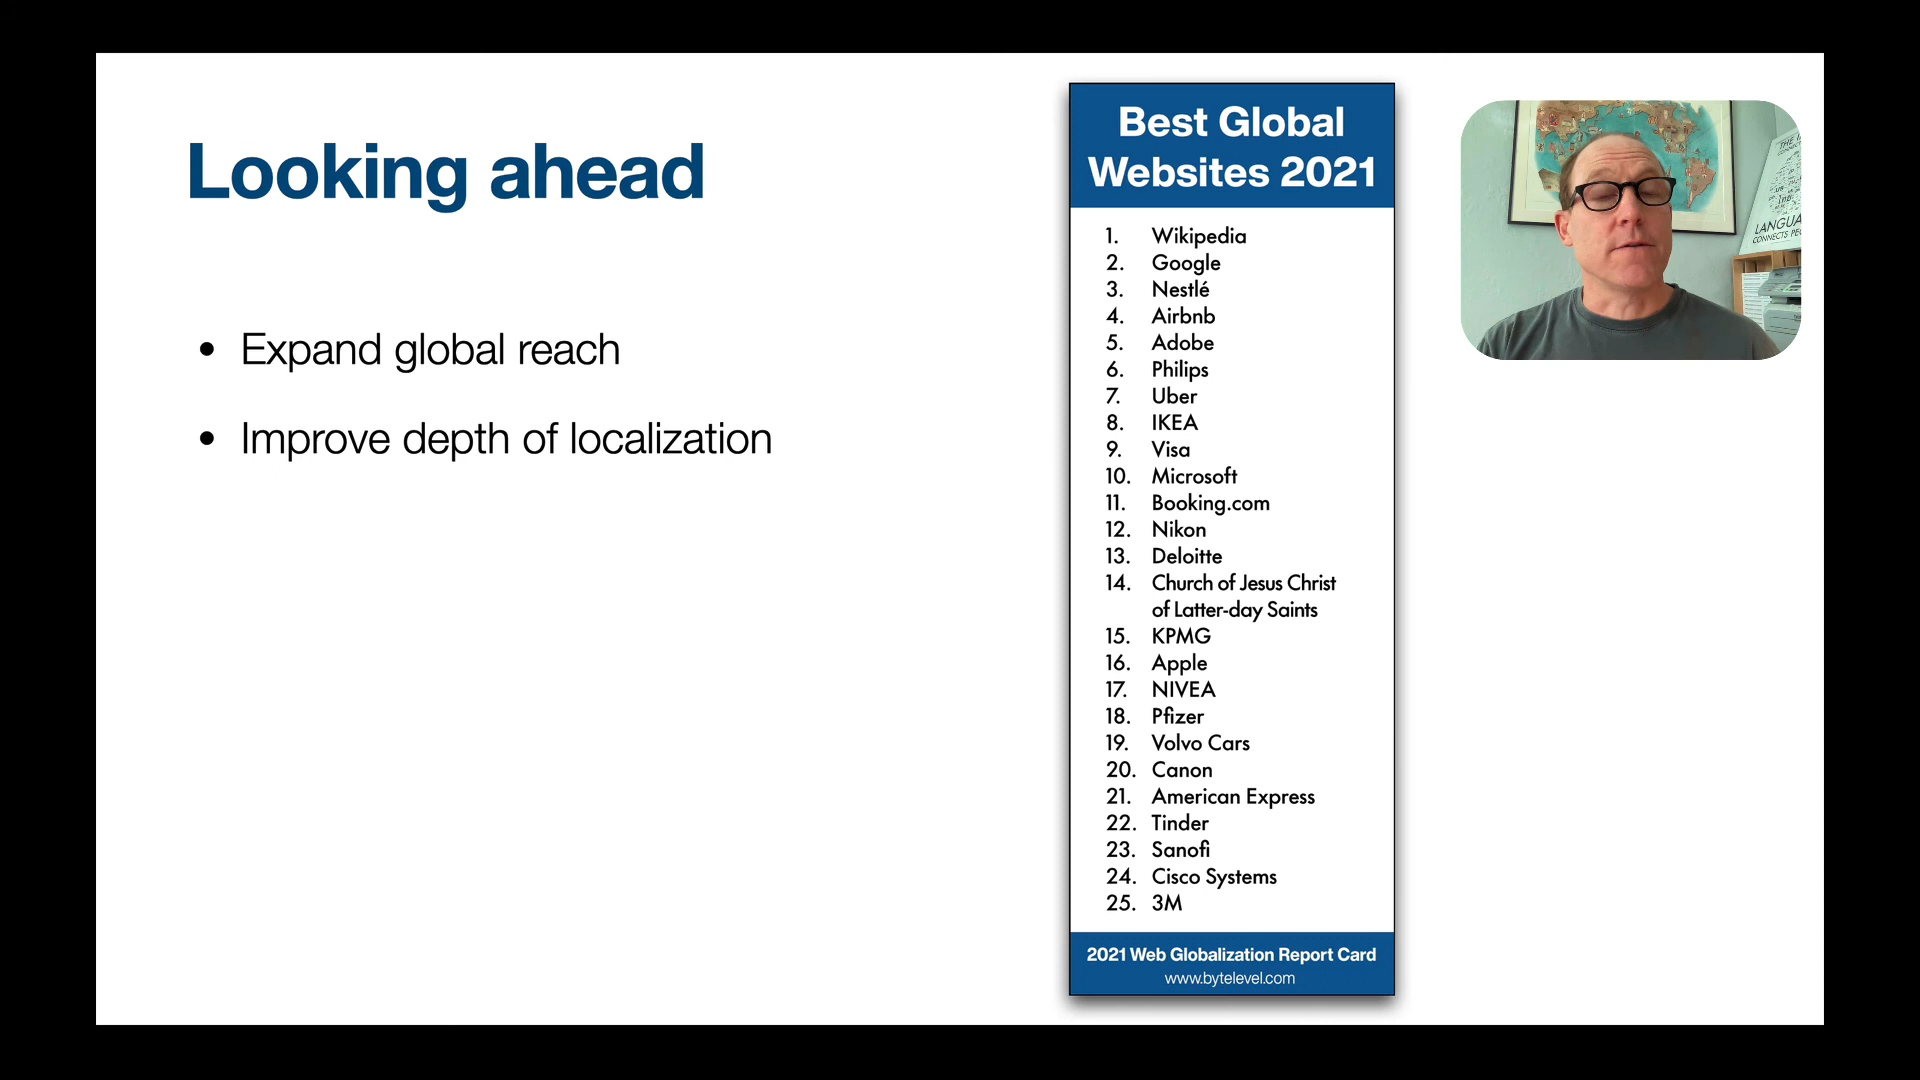 Looking ahead
• Expand global reach
• Improve depth of localization
Best Global
Websites 2021
1. Wikipedia
2. Google
3. Nestlé
4. Airbnb
5. Adobe
6. Philips
7. Uber
8. IKEA
9. Visa
10. Microsoft
11. Booking.com
12. Nikon
13. Deloitte
14. Church of Jesus Christ
of Latter-day Saints
15. KPMG
16. Apple
17. NIVEA
18. Pfizer
19. Volvo Cars
20. Canon
21. American Express
22. Tinder
23. Sanofi
24. Cisco Systems
25. 3M
2021 Web Globalization Report Card
www.bytelevel.com